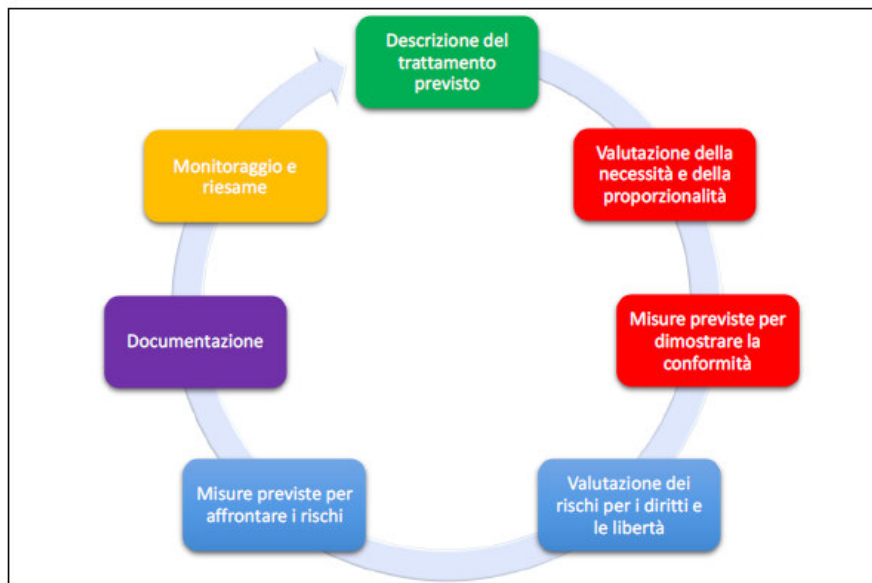 Descrizione del
trattamento
previsto
Valutazione della
necessità e della
proporzionalità
Misure previste per
dimostrare la
conformità
Valutazione dei
rischi per i diritti e
le libertà
Misure previste per
affrontare i rischi
Documentazione
Monitoraggio e
riesame